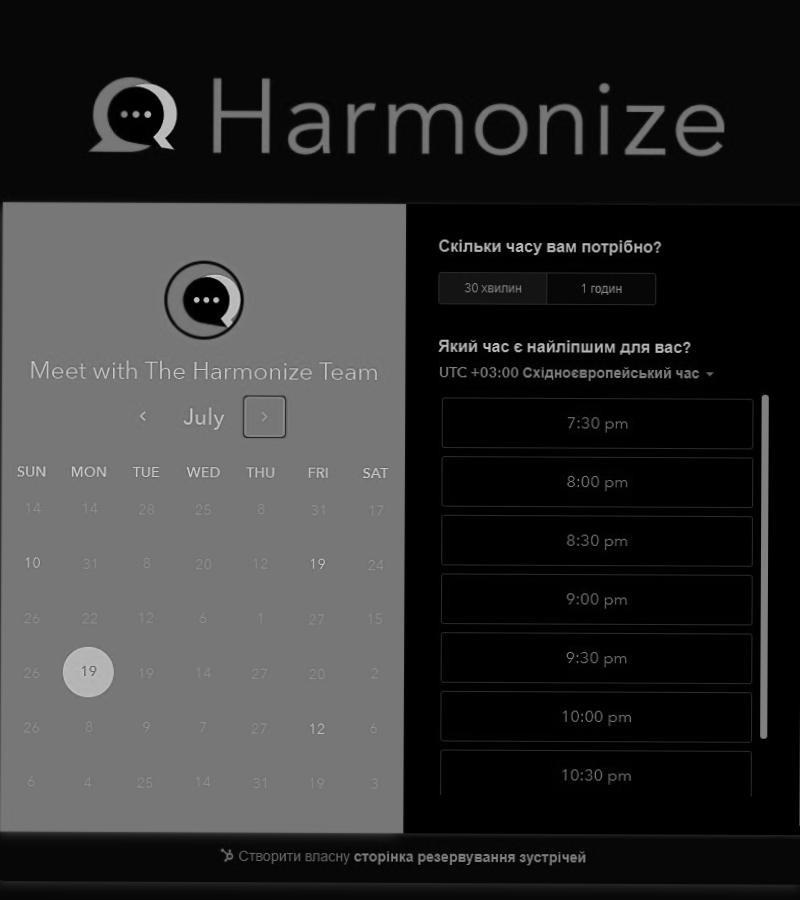 Harmonize
Meet with The Harmonize Team
July
SUN MON TUE WED THU FRI SAT
14 14 28 25 8 31 17
10 31 8 20 12 19 24
26 22 12 6 1 27 15
26 19 19 14 27 20 2
26 8 9 7 27 12 6
6 4 25 14 31 19 3
Скільки часу вам потрібно?
30 хвилин 1 годин
Який час є найліпшим для вас?
UTC +03:00 Східноєвропейський час
7:30 pm
8:00 pm
8:30 pm
9:00 pm
9:30 pm
10:00 pm
10:30 pm
Створити власну сторінка резервування зустрічей